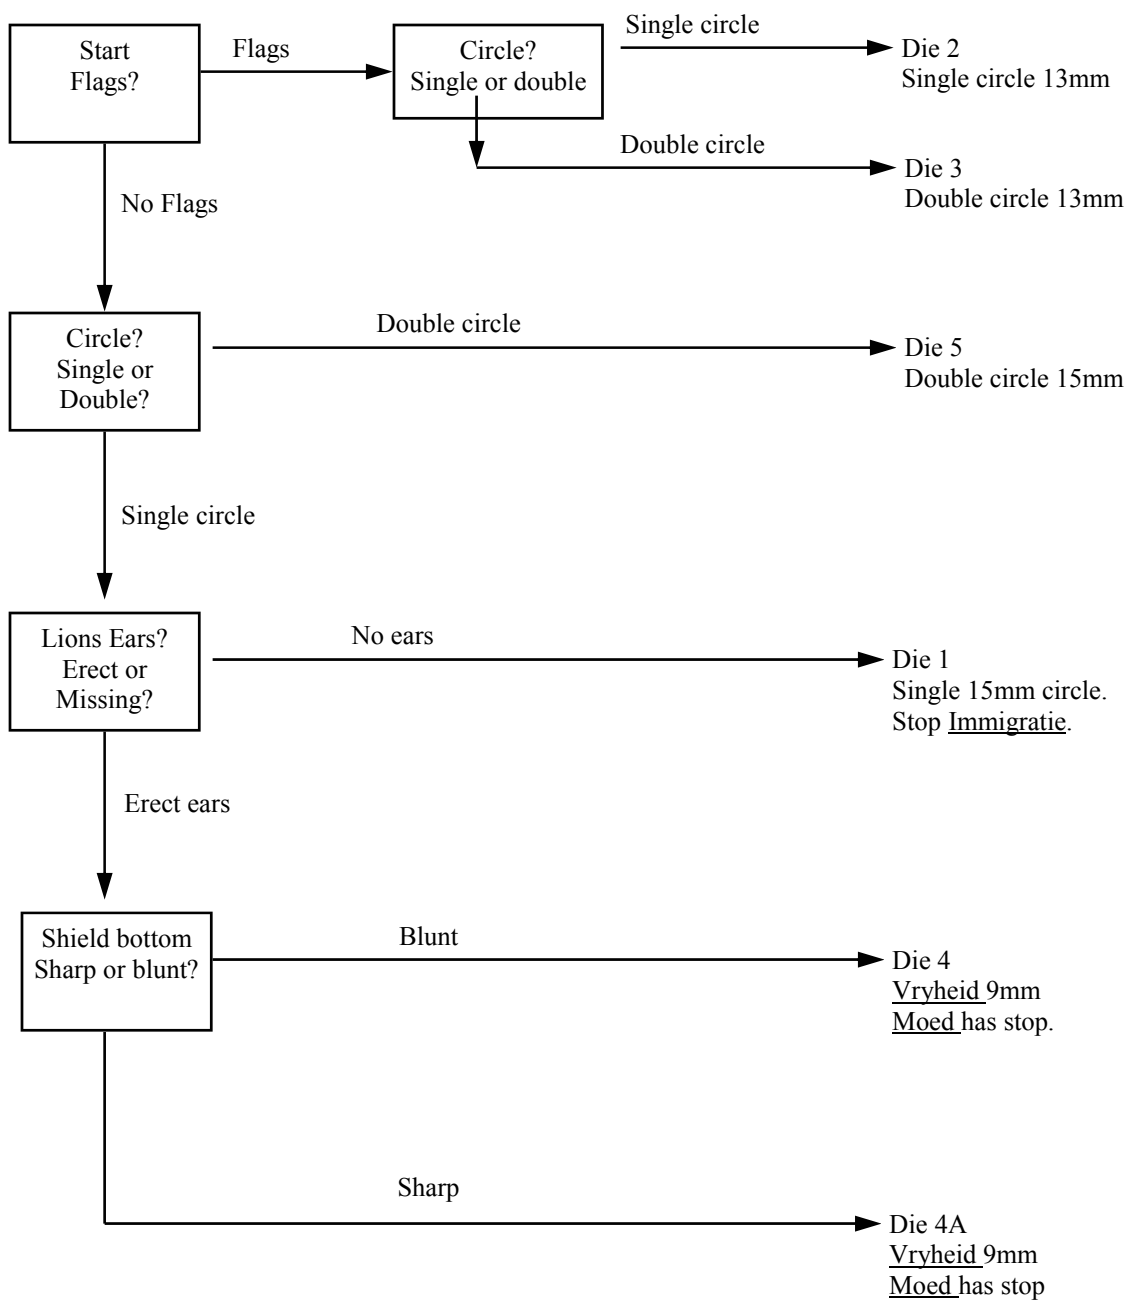 Start
Flags?
Flags
Circle?
Single or double
Single circle
Die 2
Single circle 13mm
Double circle
Die 3
Double circle 13mm
No Flags
Circle?
Single or
Double?
Double circle
Die 5
Double circle 15mm
Single circle
Lions Ears?
Erect or
Missing?
No ears
Die 1
Single 15mm circle.
Stop Immigratie.
Erect ears
Shield bottom
Sharp or blunt?
Blunt
Die 4
Vryheid 9mm
Moed has stop.
Sharp
Die 4A
Vryheid 9mm
Moed has stop